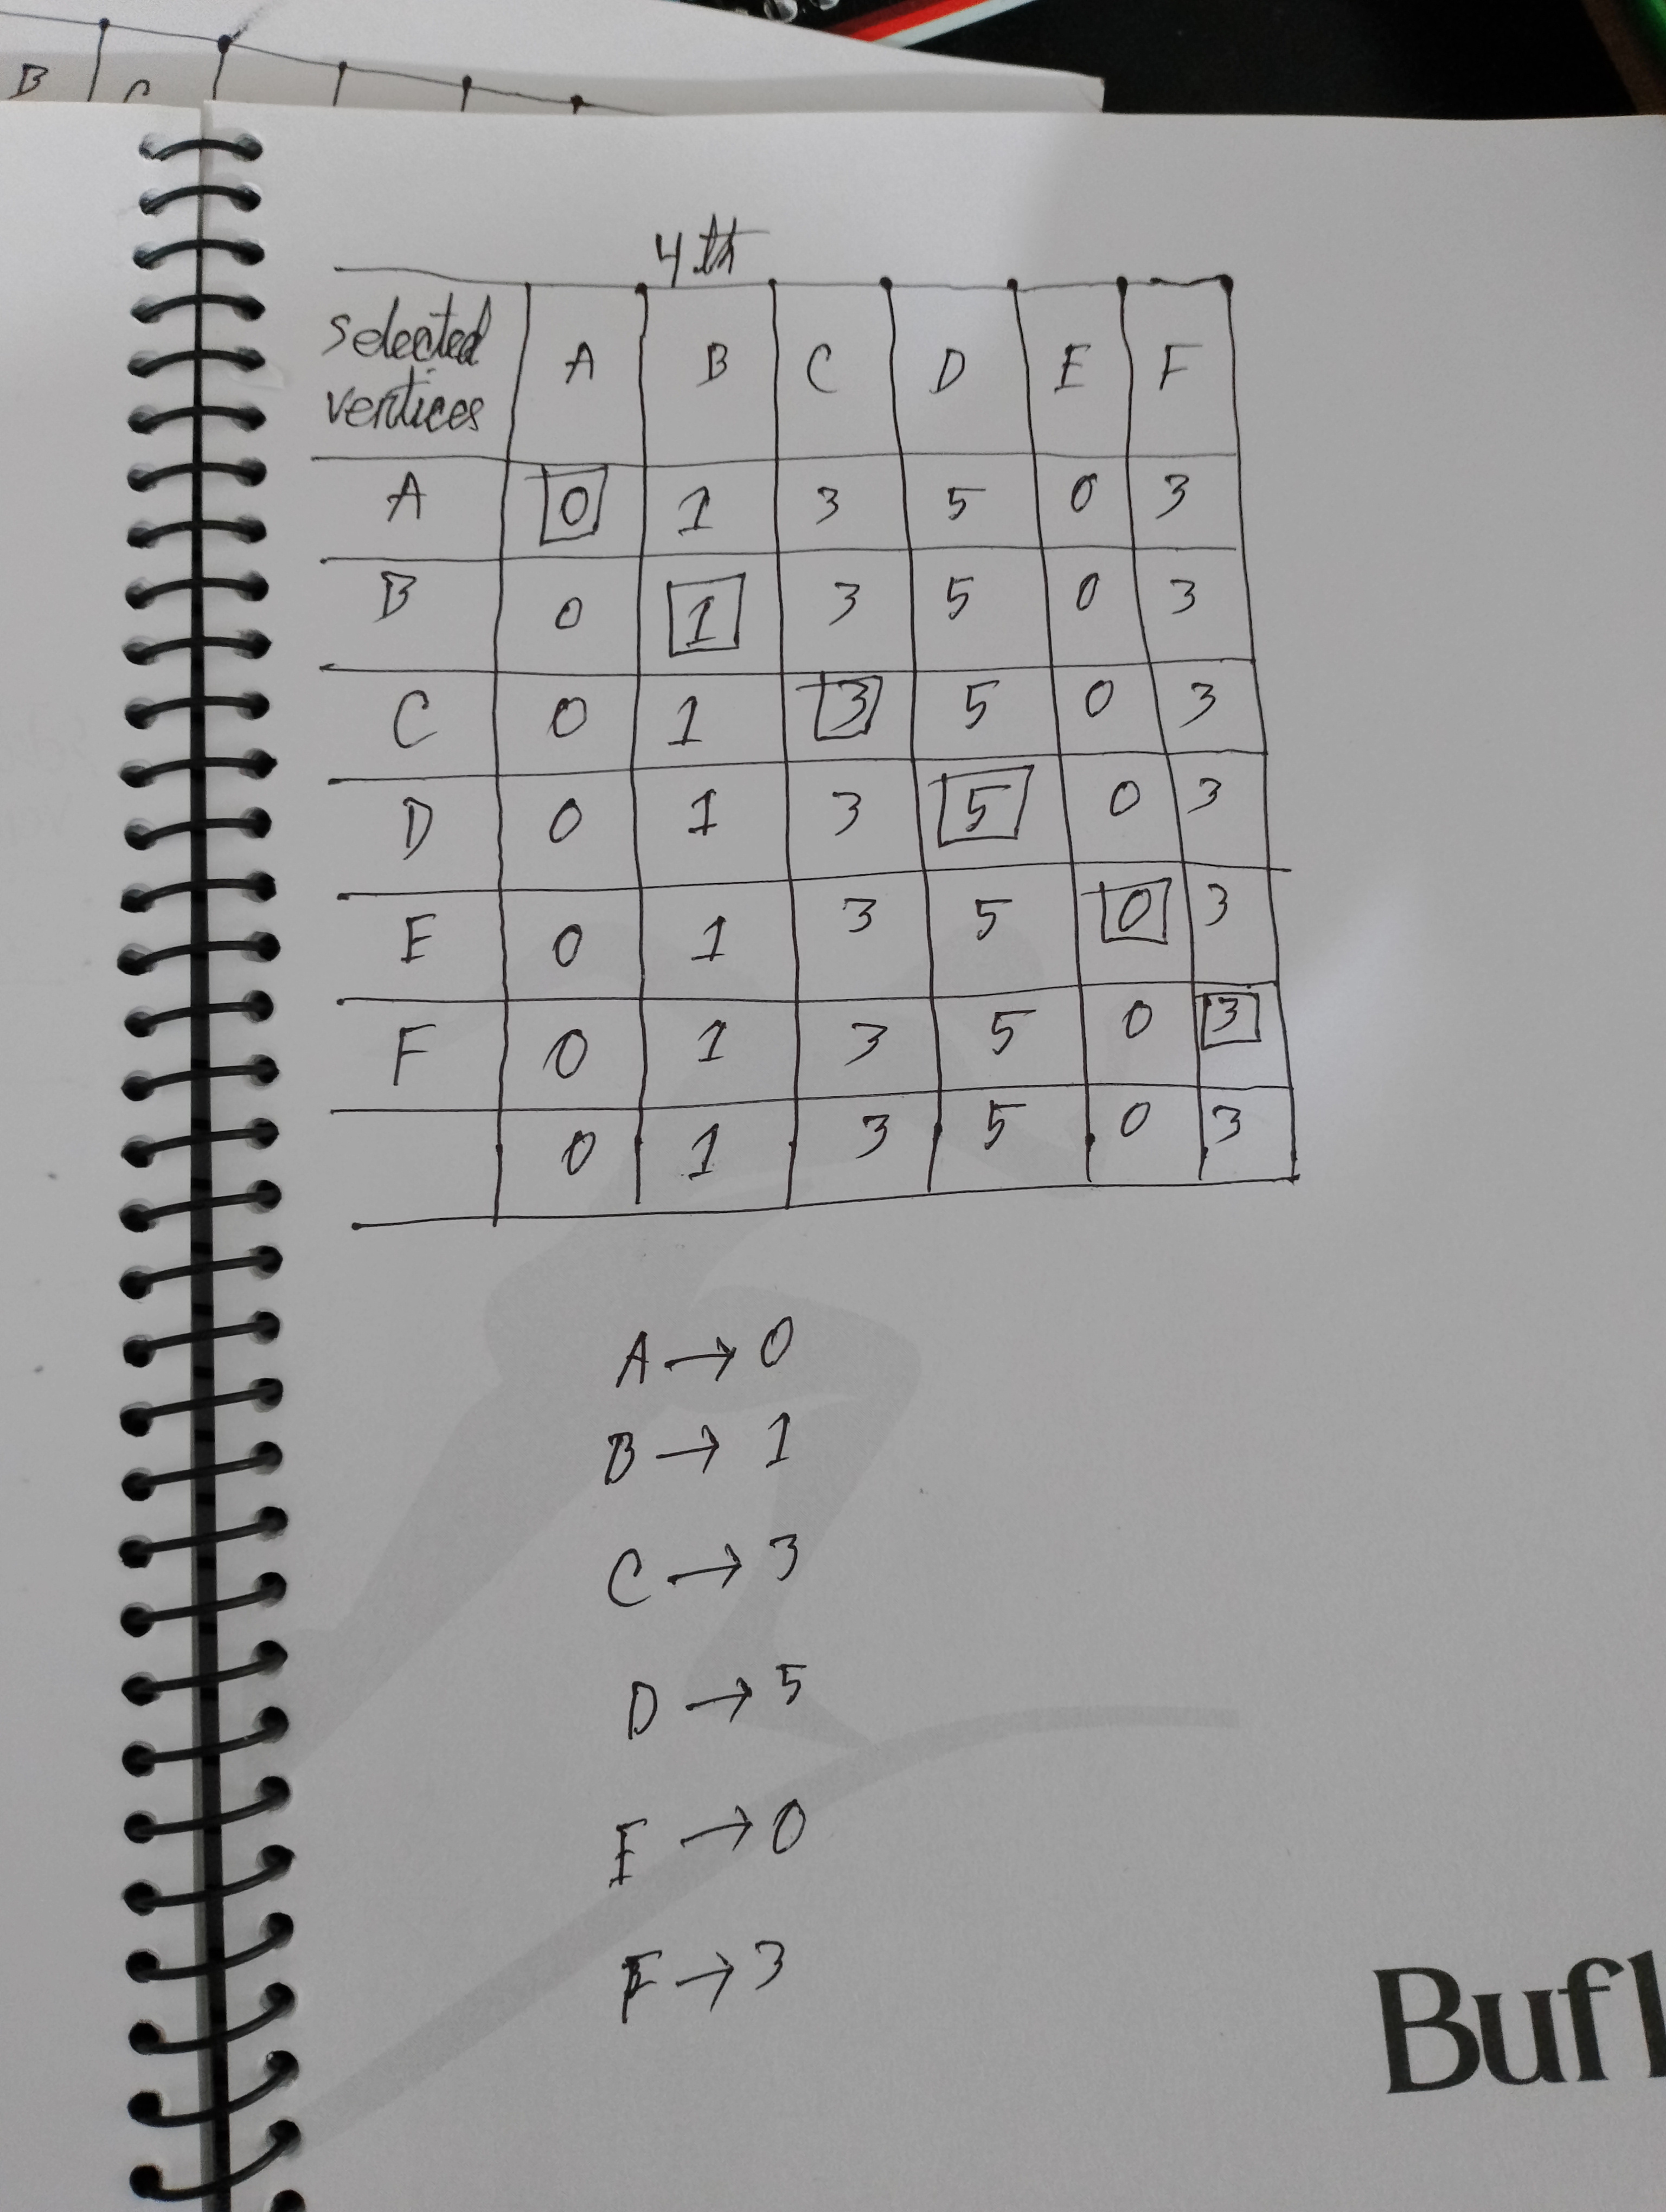 B C
4th
selected vertices A B C D E F
A 0 1 3 5 0 3
B 0 1 3 5 0 3
C 0 1 3 5 0 3
D 0 1 3 5 0 3
E 0 1 3 5 0 3
F 0 1 3 5 0 3
0 1 3 5 0 3
A → 0
B → 1
C → 3
D → 5
E → 0
F → 3
Bufl